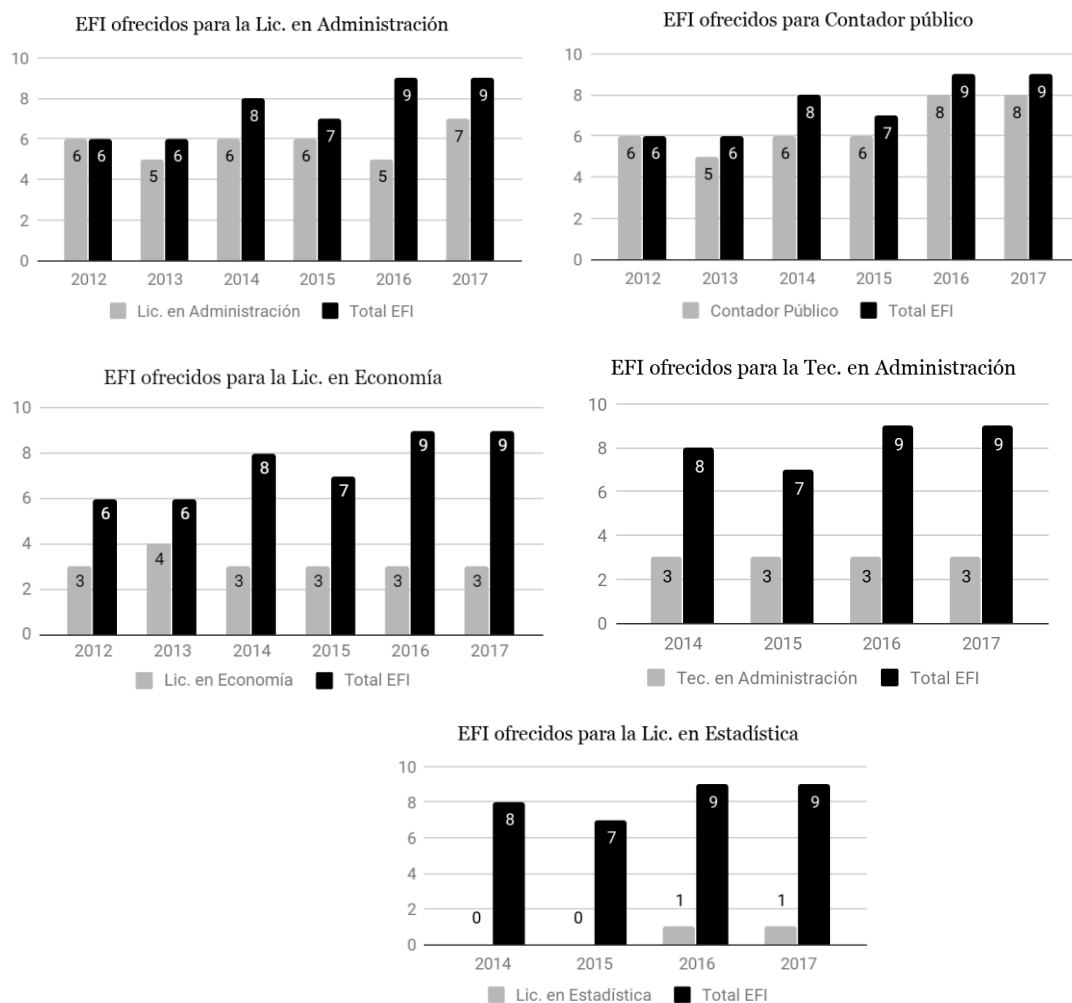 EFI ofrecidos para la Lic. en Administración
10
8
6
4
2
0
6 6 5 6 6 8 6 7 5 9 7 9
2012 2013 2014 2015 2016 2017
Lic. en Administración Total EFI
EFI ofrecidos para Contador público
10
8
6
4
2
0
6 6 5 6 6 8 6 7 8 9 8 9
2012 2013 2014 2015 2016 2017
Contador Público Total EFI
EFI ofrecidos para la Lic. en Economía
10
8
6
4
2
0
3 6 4 6 3 8 3 7 3 9 3 9
2012 2013 2014 2015 2016 2017
Lic. en Economía Total EFI
EFI ofrecidos para la Tec. en Administración
10
8
6
4
2
0
3 8 3 7 3 9 3 9
2014 2015 2016 2017
Tec. en Administración Total EFI
EFI ofrecidos para la Lic. en Estadística
10
8
6
4
2
0
0 8 0 7 1 9 1 9
2014 2015 2016 2017
Lic. en Estadística Total EFI